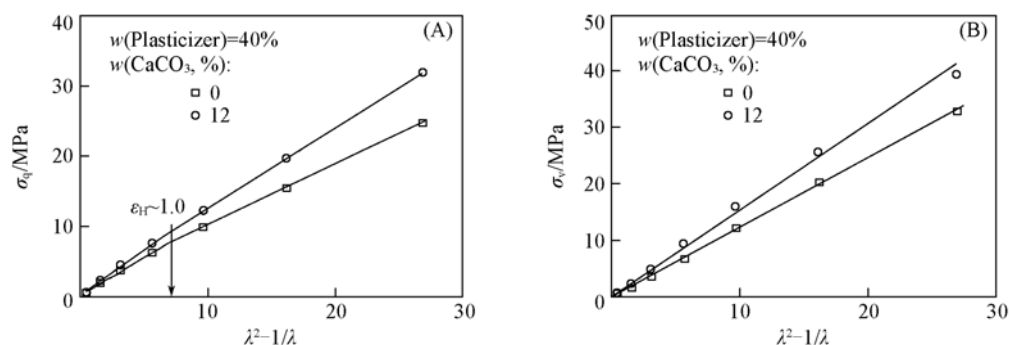 40
30
20
10
0
σq/MPa
(A)
w(Plasticizer)=40%
w(CaCO₃, %):
0
12
εH~1.0
10
20
30
λ²−1/λ
50
40
30
20
10
0
σv/MPa
(B)
w(Plasticizer)=40%
w(CaCO₃, %):
0
12
10
20
30
λ²−1/λ